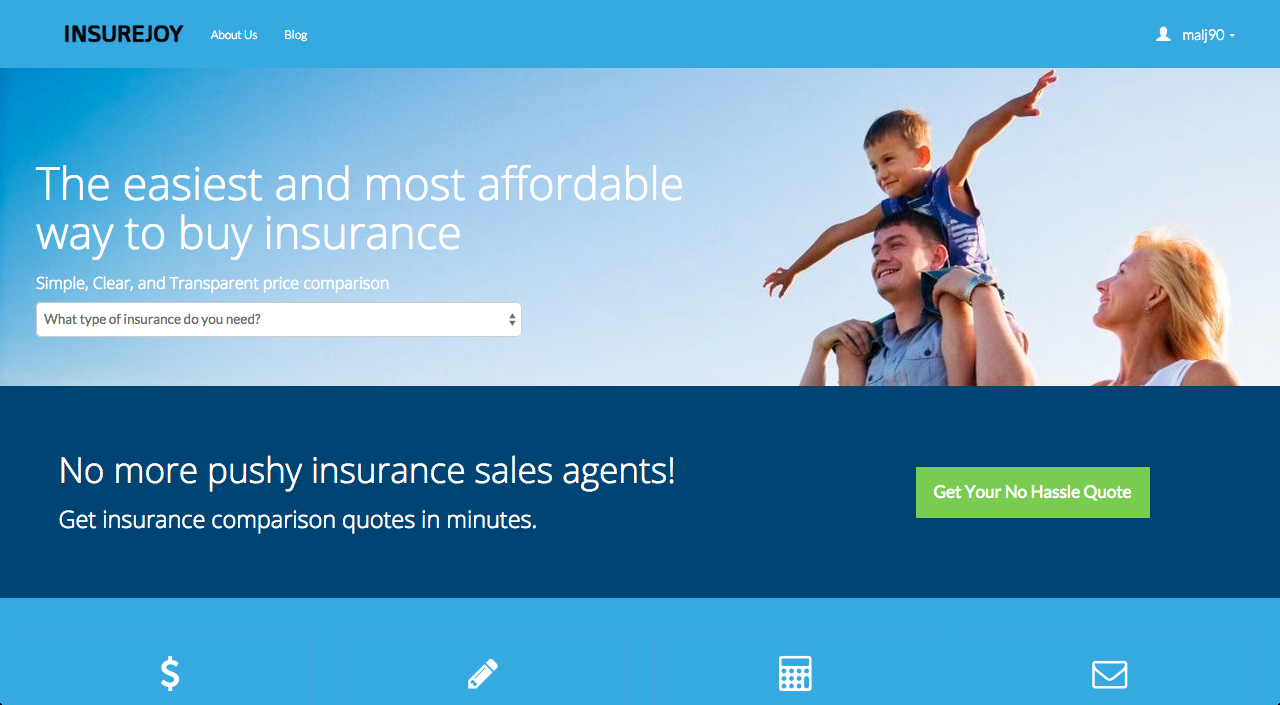 INSUREJOY About Us Blog malj90
The easiest and most affordable
way to buy insurance
Simple, Clear, and Transparent price comparison
What type of insurance do you need?
No more pushy insurance sales agents!
Get insurance comparison quotes in minutes.
Get Your No Hassle Quote